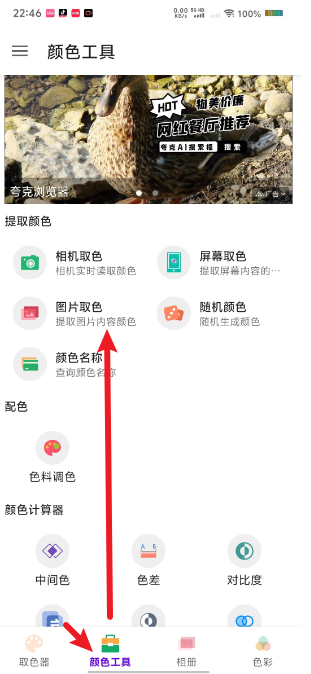 22:46
0.00 KB/s 5G HD 100%
颜色工具
HOT 物美价廉
网红餐厅推荐
夸克AI搜索框 搜索
夸克浏览器
广告
提取颜色
相机取色 屏幕取色
相机实时读取颜色 提取屏幕内容的···
图片取色 随机颜色
提取图片内容颜色 随机生成颜色
颜色名称
查询颜色名称
配色
色料调色
颜色计算器
A B
中间色 色差 对比度
取色器 颜色工具 相册 色彩